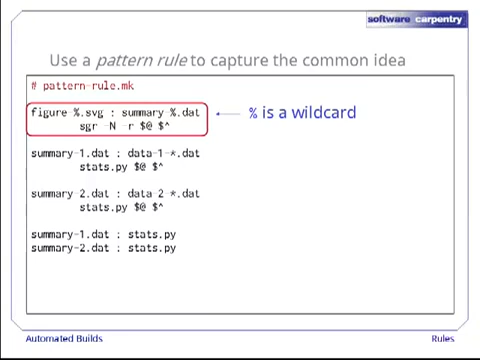 software carpentry
Use a pattern rule to capture the common idea
# pattern-rule.mk
figure-%.svg : summary-%.dat
sgr -N -r $@ $^
% is a wildcard
summary-1.dat : data-1-*.dat
stats.py $@ $^
summary-2.dat : data-2-*.dat
stats.py $@ $^
summary-1.dat : stats.py
summary-2.dat : stats.py
Automated Builds
Rules